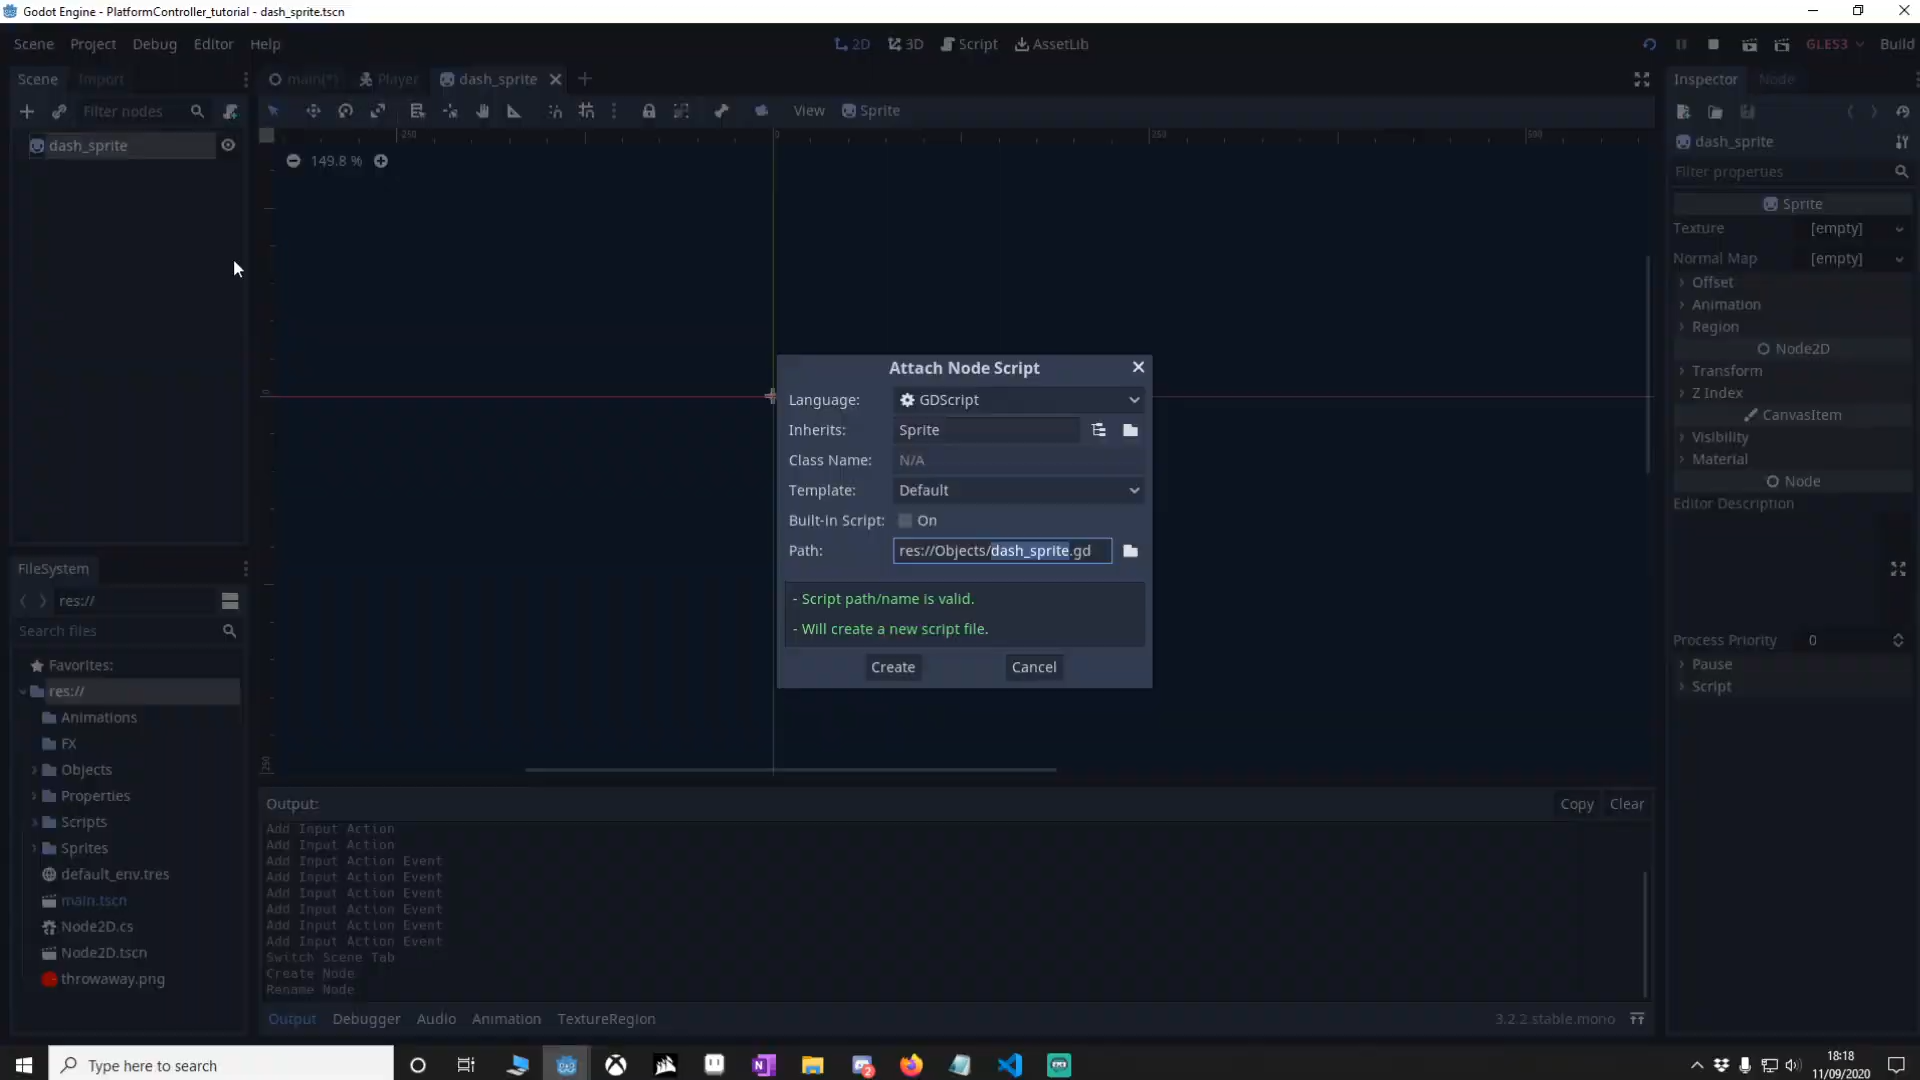 Godot Engine - PlatformController_tutorial - dash_sprite.tscn
Scene Project Debug Editor Help
2D 3D Script AssetLib
GLES3 Build
Scene Import
main(*) Player dash_sprite
Inspector Node
Filter nodes
View Sprite
dash_sprite
dash_sprite
149.8 %
250 0 250 500
0
250
Filter properties
Sprite
Texture [empty]
Normal Map [empty]
Offset
Animation
Region
Node2D
Transform
Z Index
CanvasItem
Visibility
Material
Node
Editor Description
Process Priority 0
Pause
Script
Attach Node Script
Language: GDScript
Inherits: Sprite
Class Name: N/A
Template: Default
Built-in Script: On
Path: res://Objects/dash_sprite.gd
- Script path/name is valid.
- Will create a new script file.
Create Cancel
FileSystem
res://
Search files
Favorites:
res://
Animations
FX
Objects
Properties
Scripts
Sprites
default_env.tres
main.tscn
Node2D.cs
Node2D.tscn
throwaway.png
Output: Copy Clear
Add Input Action
Add Input Action
Add Input Action Event
Add Input Action Event
Add Input Action Event
Add Input Action Event
Add Input Action Event
Add Input Action Event
Switch Scene Tab
Create Node
Rename Node
Output Debugger Audio Animation TextureRegion 3.2.2.stable.mono
Type here to search
18:18
11/09/2020